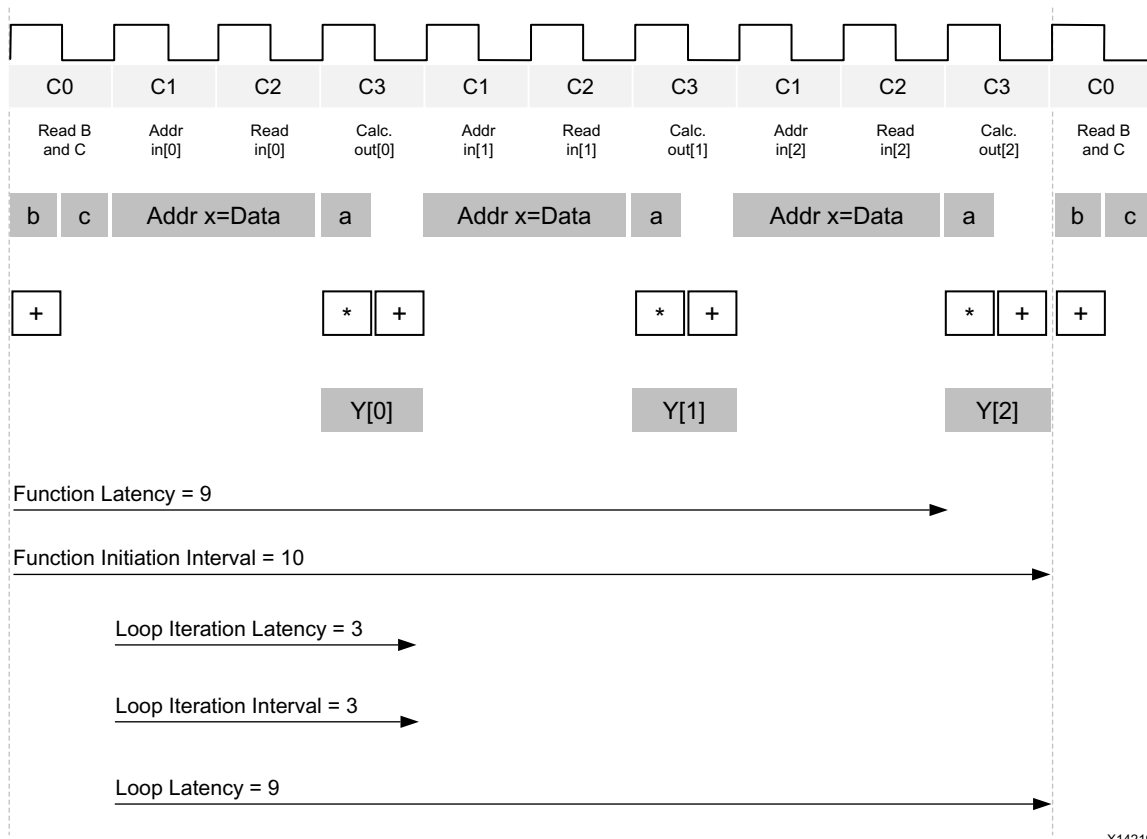 C0 C1 C2 C3 C1 C2 C3 C1 C2 C3 C0
Read B Addr Read Calc. Addr Read Calc. Addr Read Calc. Read B
and C in[0] in[0] out[0] in[1] in[1] out[1] in[2] in[2] out[2] and C
b c Addr x=Data a Addr x=Data a Addr x=Data a b c
+ * + * + * + +
Y[0] Y[1] Y[2]
Function Latency = 9
Function Initiation Interval = 10
Loop Iteration Latency = 3
Loop Iteration Interval = 3
Loop Latency = 9